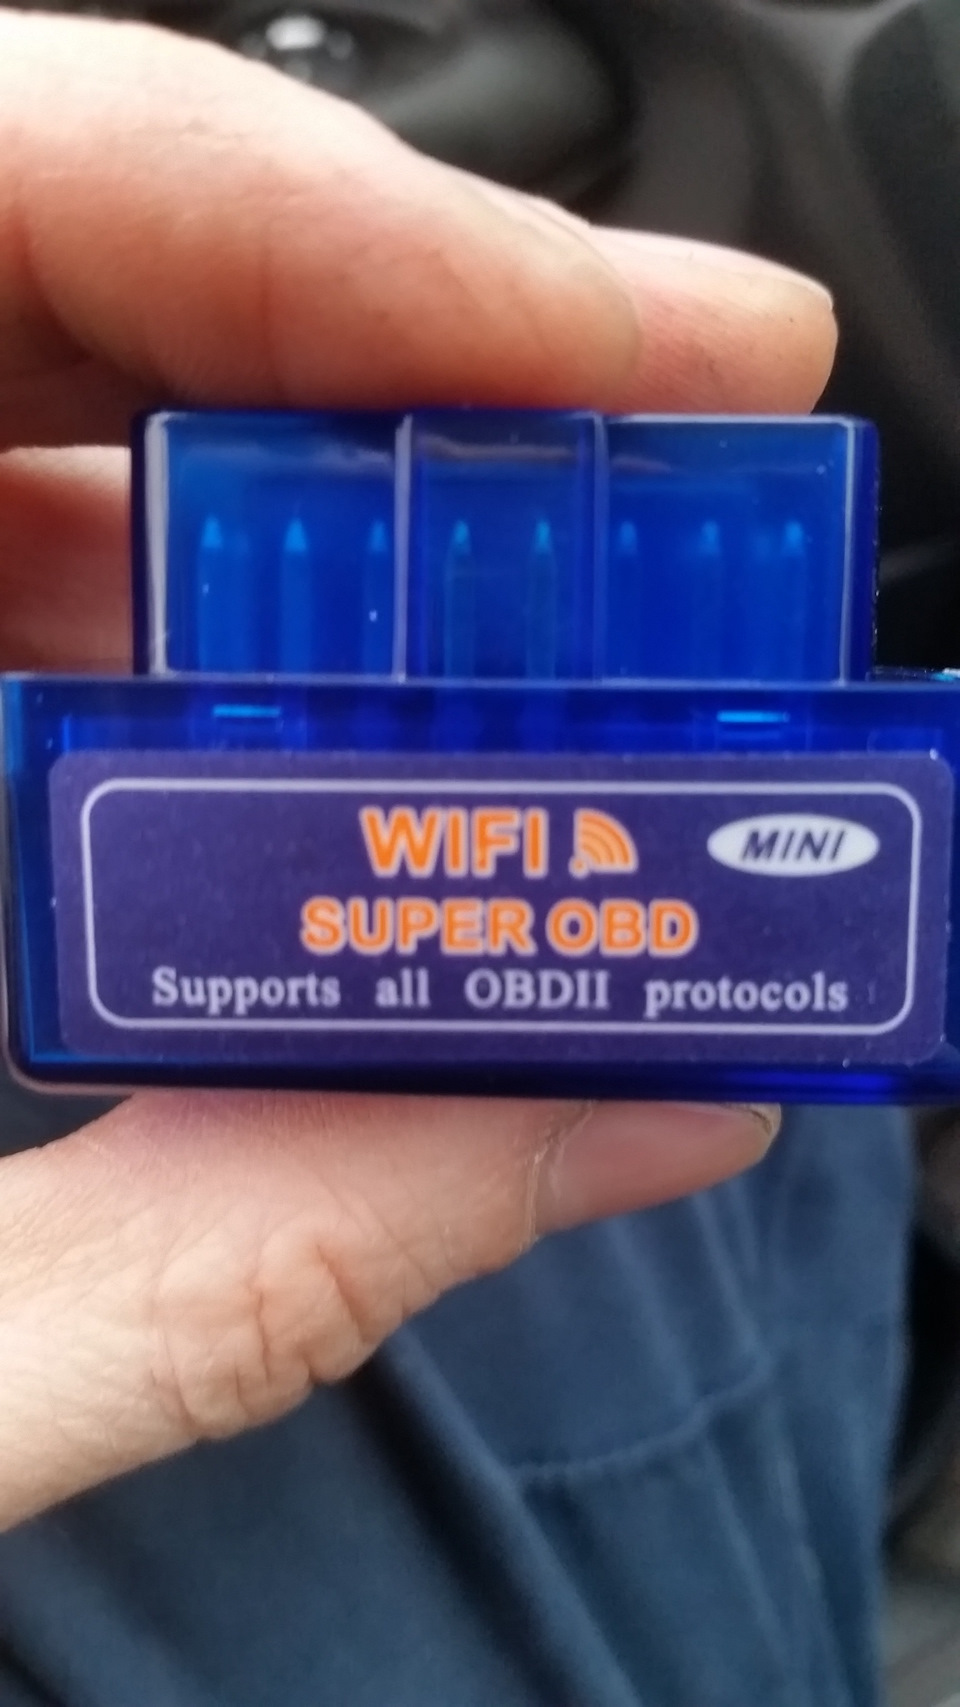 WIFI
MINI
SUPER OBD
Supports all OBDII protocols